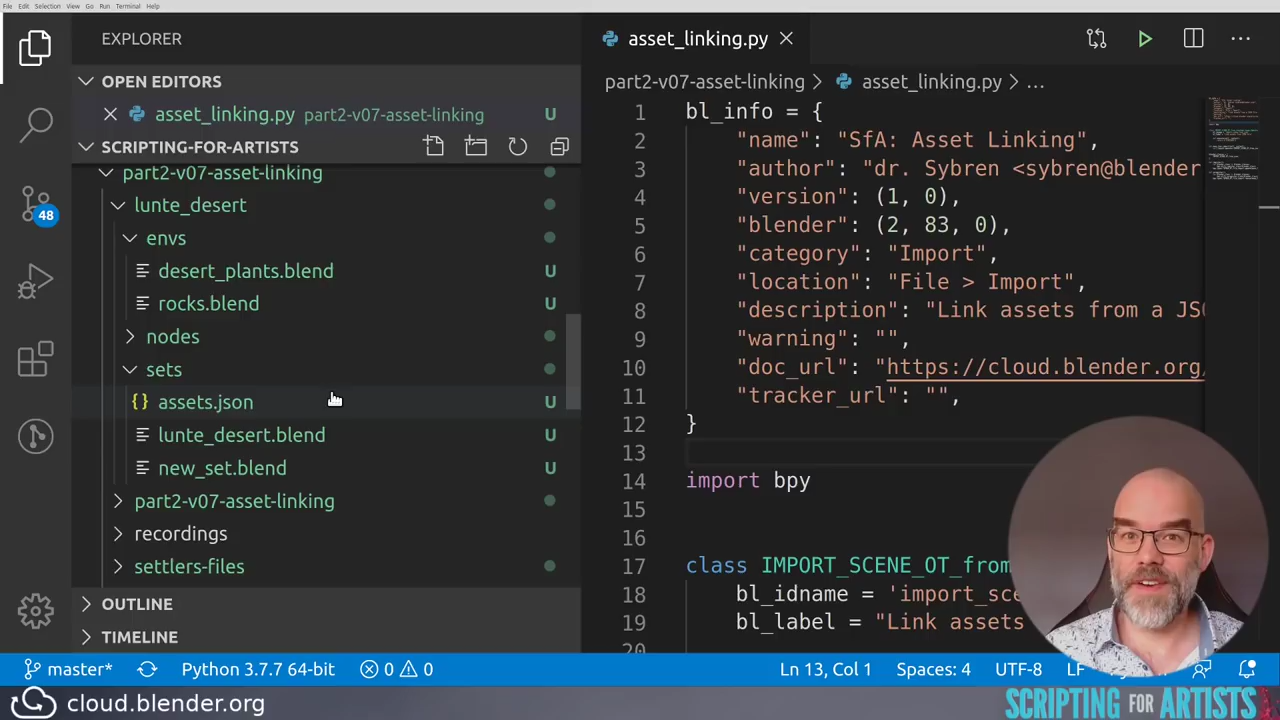 File Edit Selection View Go Run Terminal Help
EXPLORER
OPEN EDITORS
asset_linking.py part2-v07-asset-linking U
SCRIPTING-FOR-ARTISTS
part2-v07-asset-linking
lunte_desert
envs
desert_plants.blend U
rocks.blend U
nodes
sets
{} assets.json U
lunte_desert.blend U
new_set.blend U
part2-v07-asset-linking
recordings
settlers-files
OUTLINE
TIMELINE
48
asset_linking.py
part2-v07-asset-linking > asset_linking.py > ...
1 bl_info = {
2 "name": "SfA: Asset Linking",
3 "author": "dr. Sybren <sybren@blender
4 "version": (1, 0),
5 "blender": (2, 83, 0),
6 "category": "Import",
7 "location": "File > Import",
8 "description": "Link assets from a JSO
9 "warning": "",
10 "doc_url": "https://cloud.blender.org/
11 "tracker_url": "",
12 }
13
14 import bpy
15
16
17 class IMPORT_SCENE_OT_from
18 bl_idname = 'import_sce
19 bl_label = "Link assets
20
master* Python 3.7.7 64-bit 0 0 Ln 13, Col 1 Spaces: 4 UTF-8 LF
cloud.blender.org
SCRIPTING FOR ARTISTS